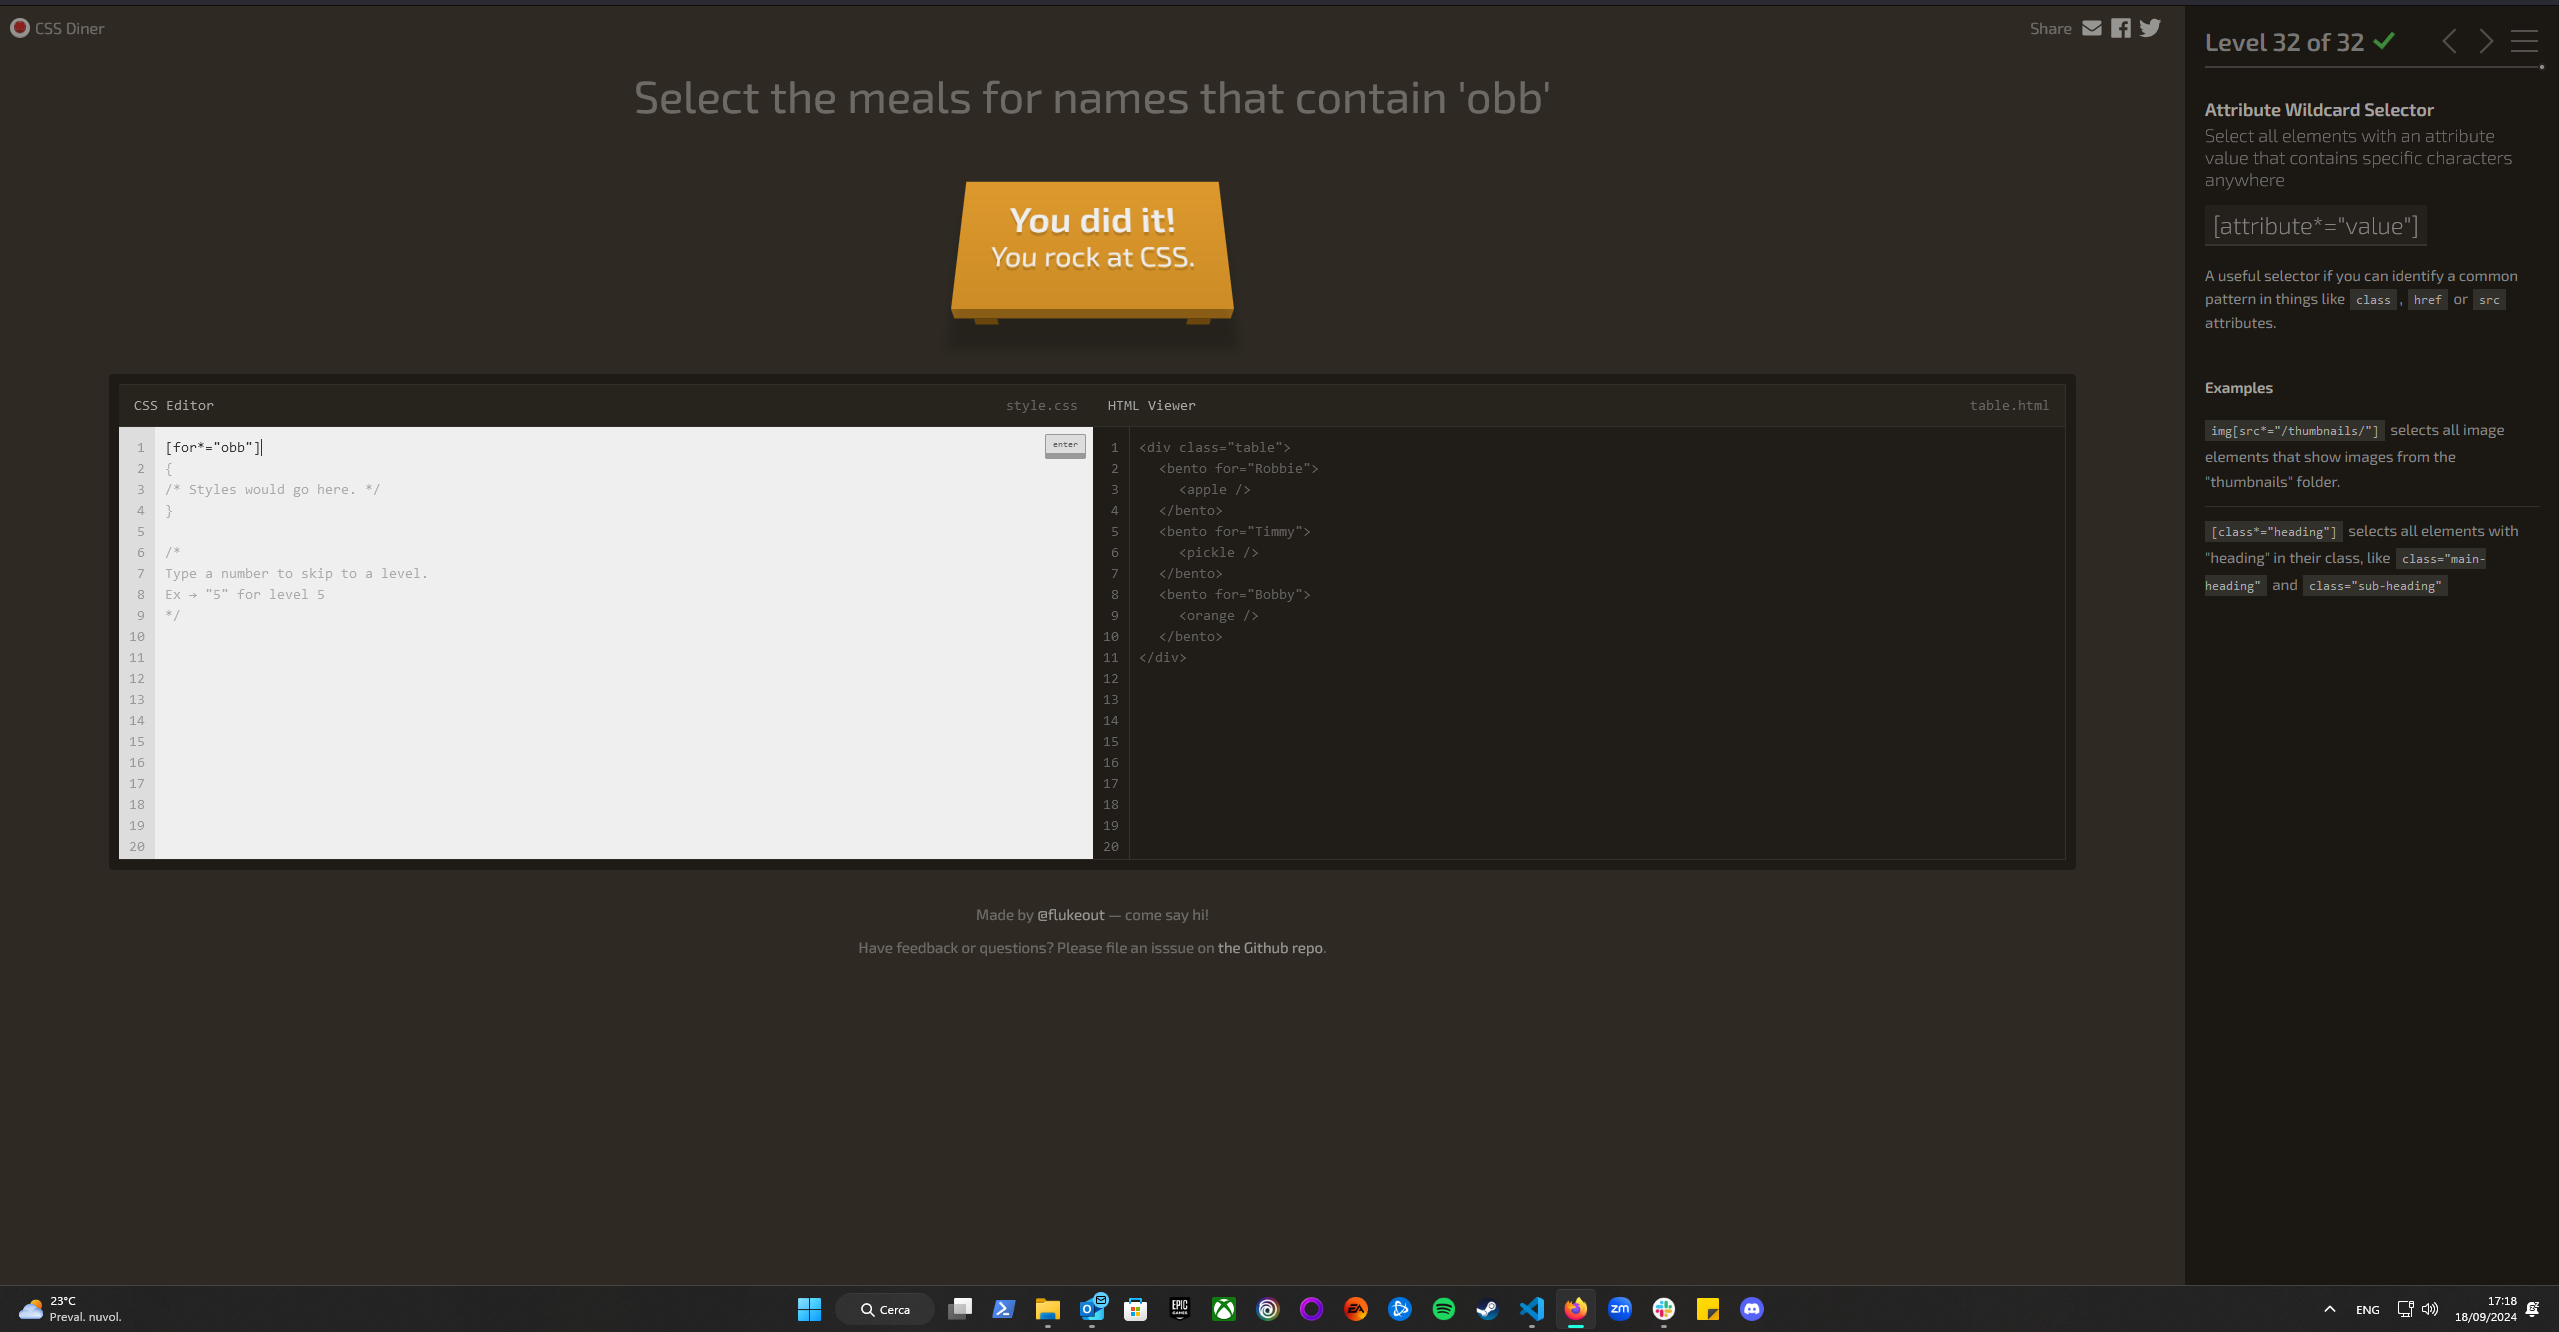 CSS Diner
Share
Select the meals for names that contain 'obb'
You did it!
You rock at CSS.
CSS Editor
style.css
HTML Viewer
table.html
1 [for*="obb"]
enter
2 {
3 /* Styles would go here. */
4 }
5
6 /*
7 Type a number to skip to a level.
8 Ex → "5" for level 5
9 */
10
11
12
13
14
15
16
17
18
19
20
1 <div class="table">
2 <bento for="Robbie">
3 <apple />
4 </bento>
5 <bento for="Timmy">
6 <pickle />
7 </bento>
8 <bento for="Bobby">
9 <orange />
10 </bento>
11 </div>
12
13
14
15
16
17
18
19
20
Made by @flukeout — come say hi!
Have feedback or questions? Please file an isssue on the Github repo.
Level 32 of 32
Attribute Wildcard Selector
Select all elements with an attribute
value that contains specific characters
anywhere
[attribute*="value"]
A useful selector if you can identify a common
pattern in things like class , href or src
attributes.
Examples
img[src*="/thumbnails/"] selects all image
elements that show images from the
"thumbnails" folder.
[class*="heading"] selects all elements with
"heading" in their class, like class="main-
heading" and class="sub-heading"
23°C
Preval. nuvol.
Cerca
EPIC
GAMES
EA
zm
ENG
17:18
18/09/2024